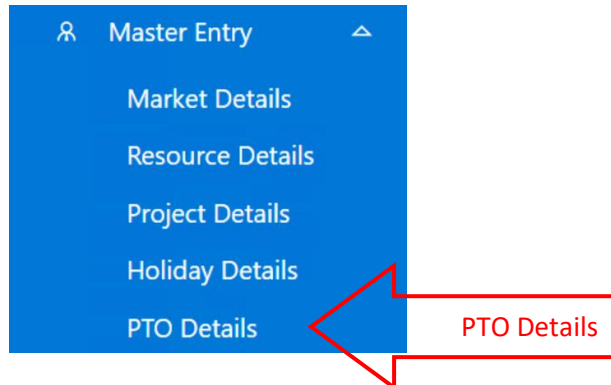 Master Entry
Market Details
Resource Details
Project Details
Holiday Details
PTO Details
PTO Details